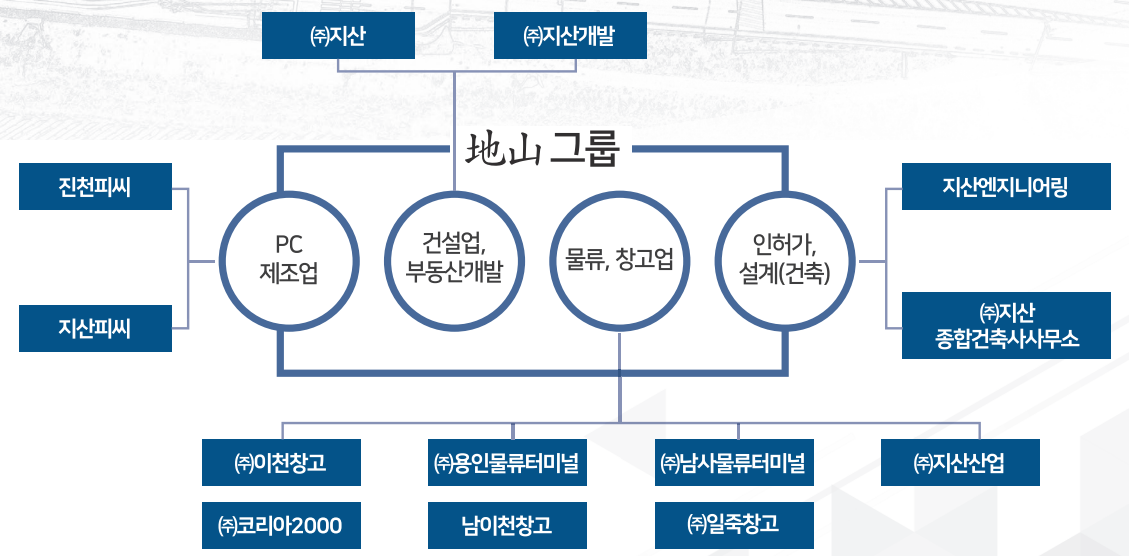 ㈜지산
㈜지산개발
地山 그룹
진천피씨
지산피씨
PC
제조업
건설업,
부동산개발
물류, 창고업
인허가,
설계(건축)
지산엔지니어링
㈜지산
종합건축사사무소
㈜이천창고
㈜용인물류터미널
㈜남사물류터미널
㈜지산산업
㈜코리아2000
남이천창고
㈜일죽창고